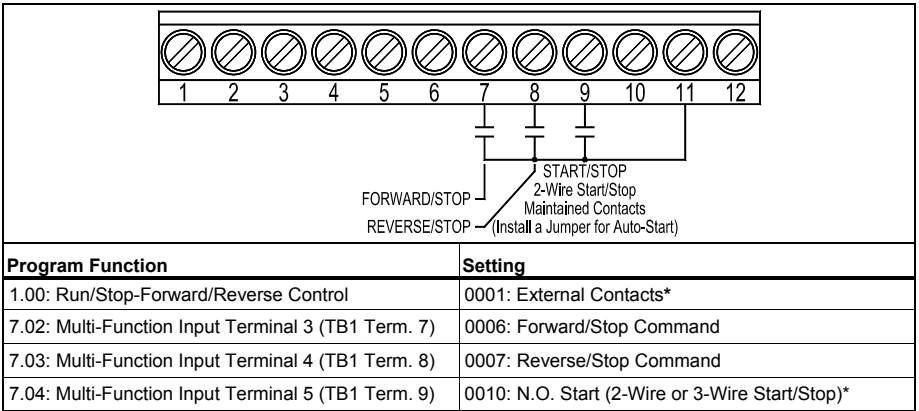 1 2 3 4 5 6 7 8 9 10 11 12
START/STOP
2-Wire Start/Stop
FORWARD/STOP
Maintained Contacts
REVERSE/STOP
(Install a Jumper for Auto-Start)
Program Function Setting
1.00: Run/Stop-Forward/Reverse Control 0001: External Contacts*
7.02: Multi-Function Input Terminal 3 (TB1 Term. 7) 0006: Forward/Stop Command
7.03: Multi-Function Input Terminal 4 (TB1 Term. 8) 0007: Reverse/Stop Command
7.04: Multi-Function Input Terminal 5 (TB1 Term. 9) 0010: N.O. Start (2-Wire or 3-Wire Start/Stop)*